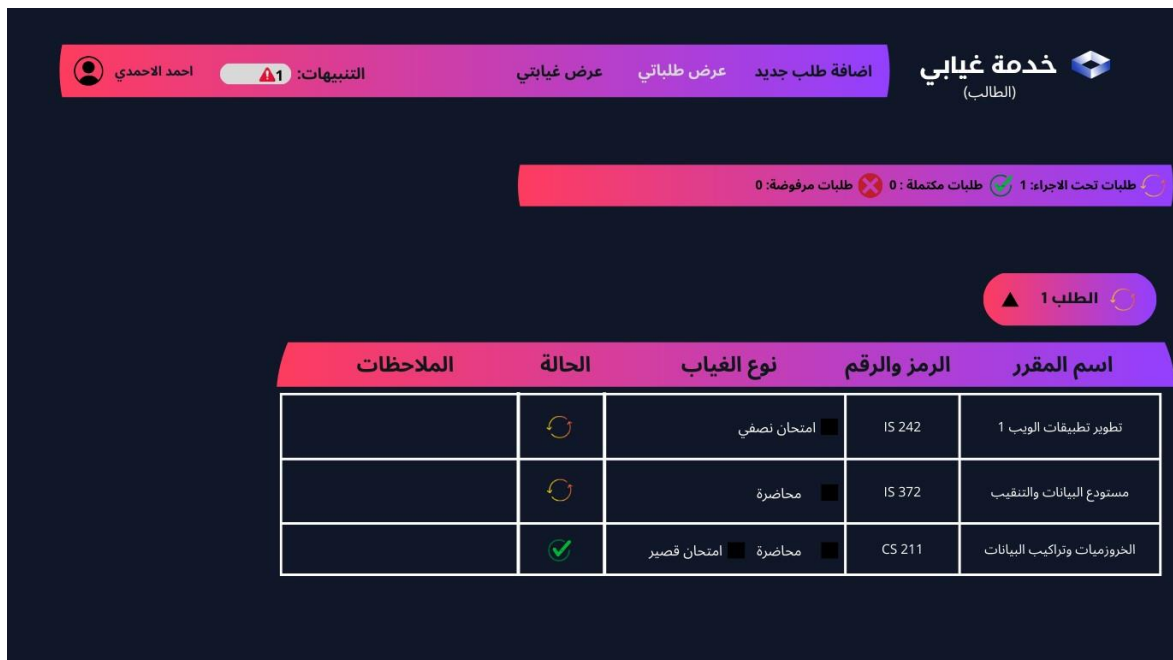 خدمة غيابي
(الطالب)
اضافة طلب جديد عرض طلباتي عرض غيابتي التنبيهات: 1 احمد الاحمدي
طلبات تحت الاجراء: 1 طلبات مكتملة : 0 طلبات مرفوضة: 0
الطلب 1
اسم المقرر الرمز والرقم نوع الغياب الحالة الملاحظات
تطوير تطبيقات الويب 1 IS 242 امتحان نصفي
مستودع البيانات والتنقيب IS 372 محاضرة
الخروزميات وتراكيب البيانات CS 211 محاضرة امتحان قصير